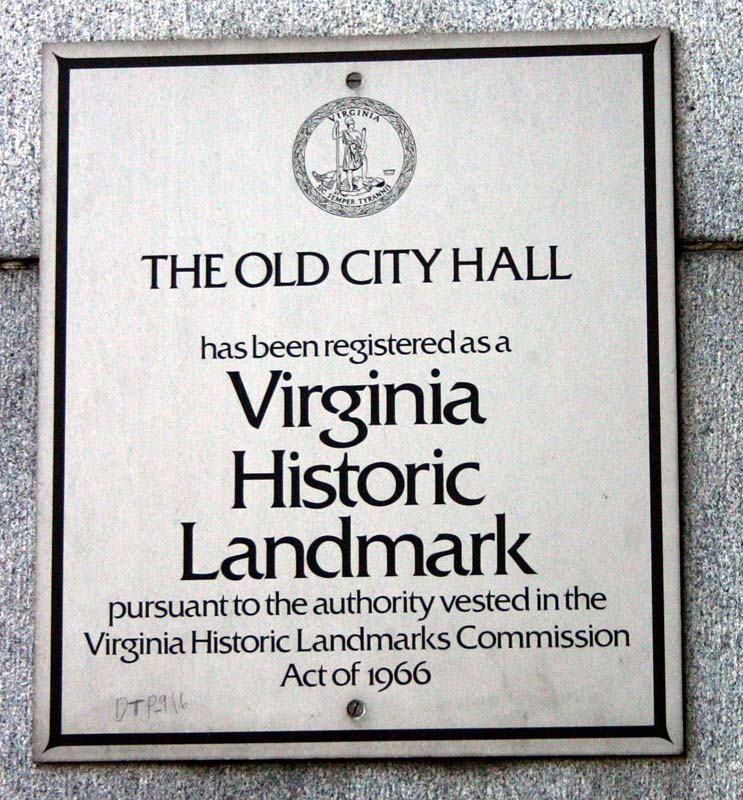 VIRGINIA
SIC SEMPER TYRANNIS
THE OLD CITY HALL
has been registered as a
Virginia
Historic
Landmark
pursuant to the authority vested in the
Virginia Historic Landmarks Commission
Act of 1966